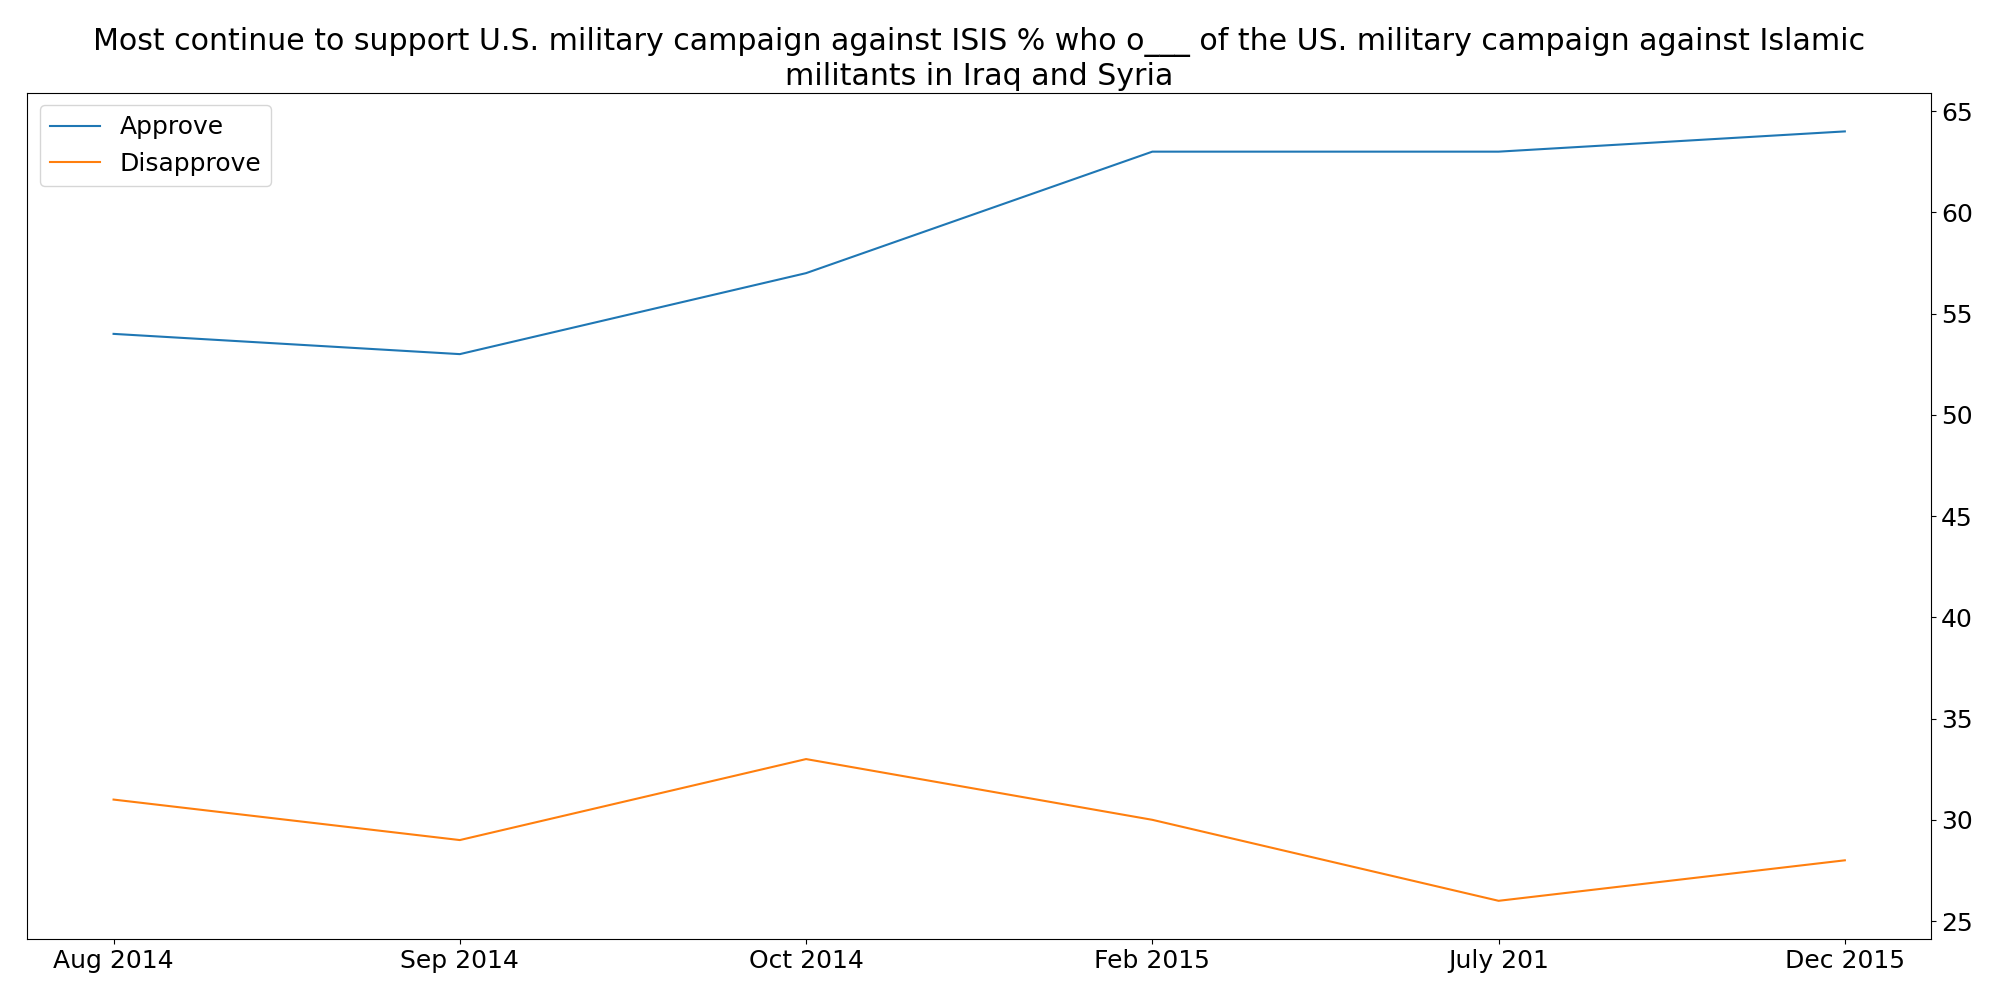 Most continue to support U.S. military campaign against ISIS % who o___ of the US. military campaign against Islamic
militants in Iraq and Syria
Approve
Disapprove
65
60
55
50
45
40
35
30
25
Aug 2014 Sep 2014 Oct 2014 Feb 2015 July 201 Dec 2015